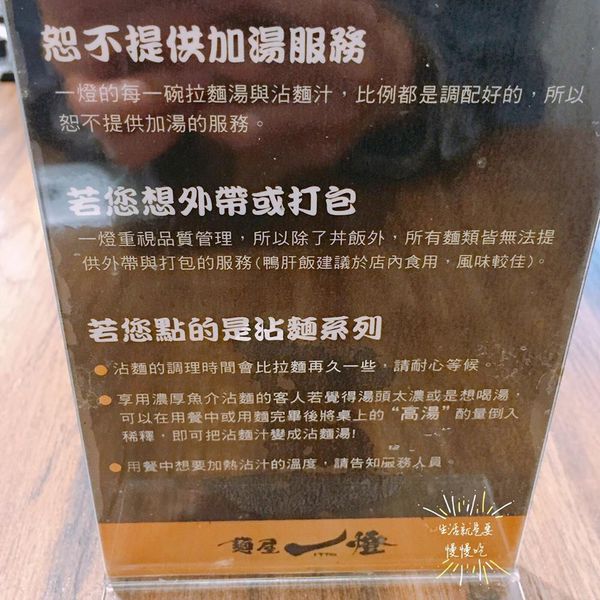 恕不提供加湯服務
一燈的每一碗拉麵湯與沾麵汁，比例都是調配好的，所以
恕不提供加湯的服務。
若您想外帶或打包
一燈重視品質管理，所以除了丼飯外，所有麵類皆無法提
供外帶與打包的服務(鴨肝飯建議於店內食用，風味較佳)。
若您點的是沾麵系列
● 沾麵的調理時間會比拉麵再久一些，請耐心等候。
● 享用濃厚魚介沾麵的客人若覺得湯頭太濃或是想喝湯，
可以在用餐中或用麵完畢後將桌上的“高湯”酌量倒入
稀釋，即可把沾麵汁變成沾麵湯!
● 用餐中想要加熱沾汁的溫度，請告知服務人員。
麵屋一燈
ITTO
生活就是要
慢慢吃